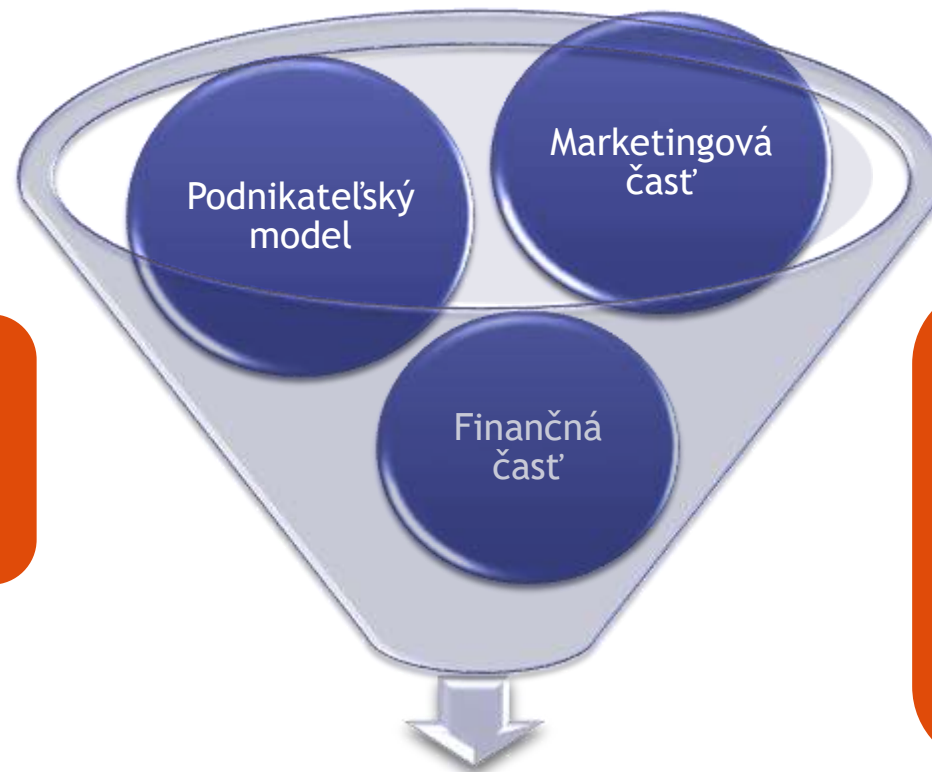 Podnikateľský
model
Marketingová
časť
Finančná
časť